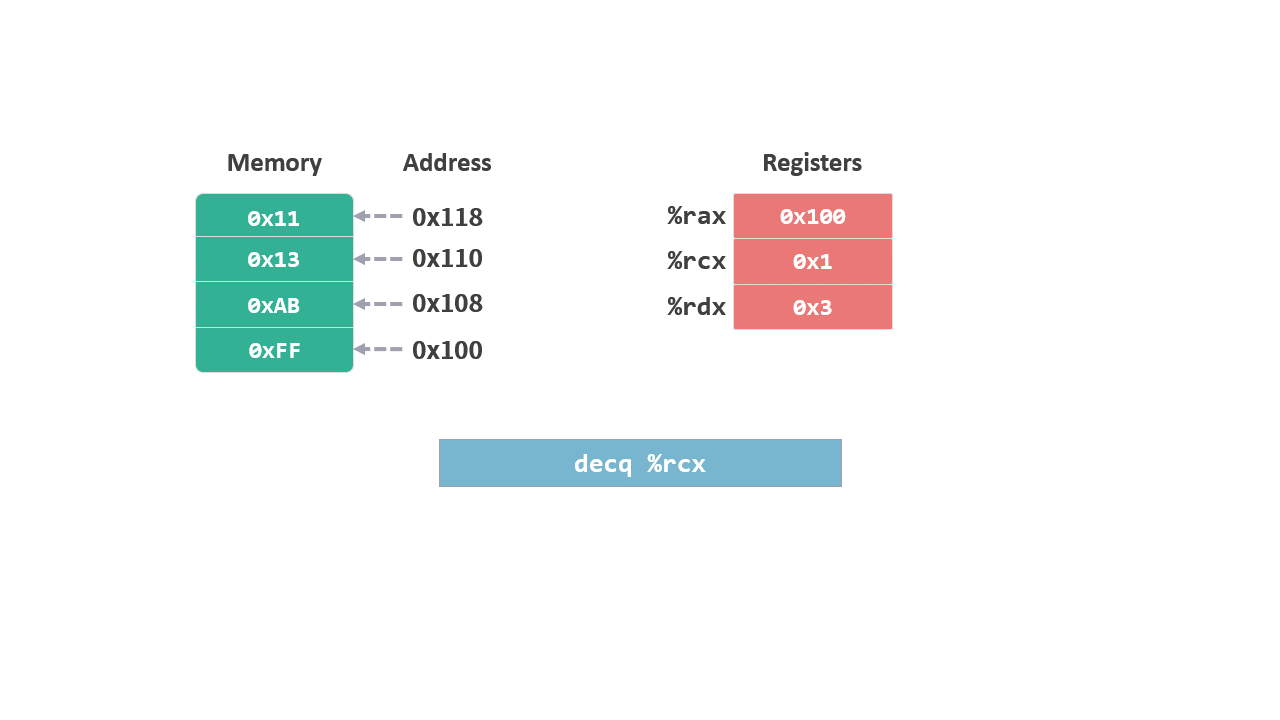 Memory Address Registers
0x11 0x118 %rax 0x100
0x13 0x110 %rcx 0x1
0xAB 0x108 %rdx 0x3
0xFF 0x100
decq %rcx